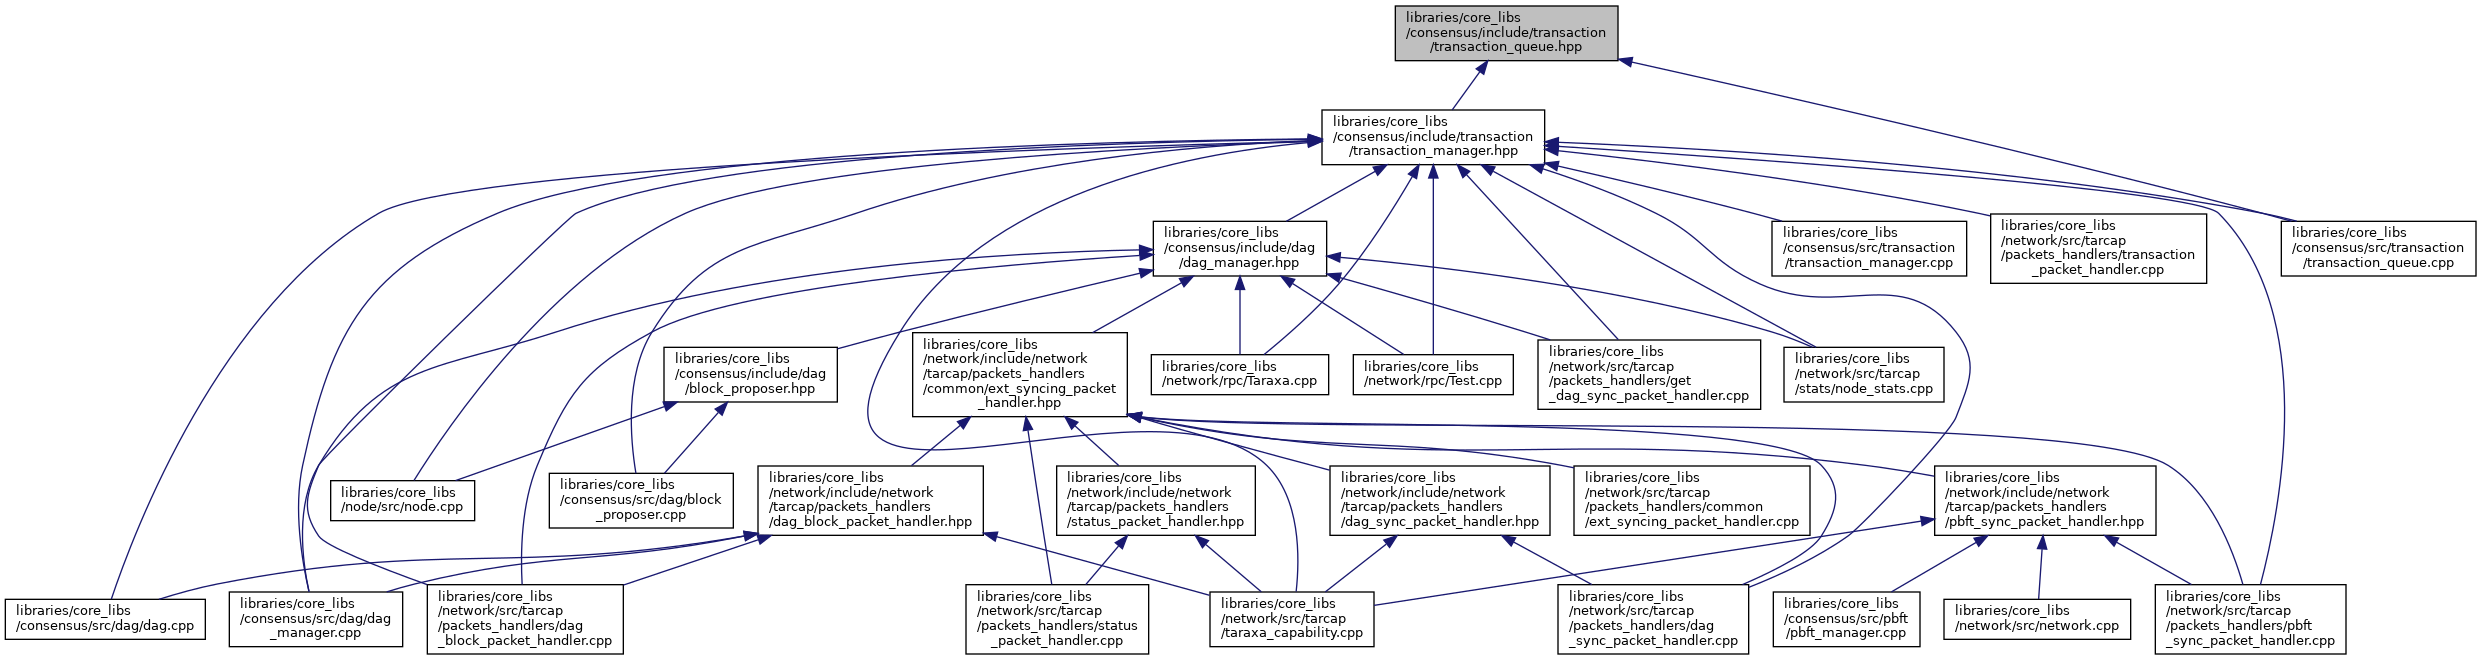 libraries/core_libs
/consensus/include/transaction
/transaction_queue.hpp
libraries/core_libs
/consensus/include/transaction
/transaction_manager.hpp
libraries/core_libs
/consensus/include/dag
/dag_manager.hpp
libraries/core_libs
/consensus/src/transaction
/transaction_manager.cpp
libraries/core_libs
/network/src/tarcap
/packets_handlers/transaction
_packet_handler.cpp
libraries/core_libs
/consensus/src/transaction
/transaction_queue.cpp
libraries/core_libs
/consensus/include/dag
/block_proposer.hpp
libraries/core_libs
/network/include/network
/tarcap/packets_handlers
/common/ext_syncing_packet
_handler.hpp
libraries/core_libs
/network/rpc/Taraxa.cpp
libraries/core_libs
/network/rpc/Test.cpp
libraries/core_libs
/network/src/tarcap
/packets_handlers/get
_dag_sync_packet_handler.cpp
libraries/core_libs
/network/src/tarcap
/stats/node_stats.cpp
libraries/core_libs
/node/src/node.cpp
libraries/core_libs
/consensus/src/dag/block
_proposer.cpp
libraries/core_libs
/network/include/network
/tarcap/packets_handlers
/dag_block_packet_handler.hpp
libraries/core_libs
/network/include/network
/tarcap/packets_handlers
/status_packet_handler.hpp
libraries/core_libs
/network/include/network
/tarcap/packets_handlers
/dag_sync_packet_handler.hpp
libraries/core_libs
/network/src/tarcap
/packets_handlers/common
/ext_syncing_packet_handler.cpp
libraries/core_libs
/network/include/network
/tarcap/packets_handlers
/pbft_sync_packet_handler.hpp
libraries/core_libs
/consensus/src/dag/dag.cpp
libraries/core_libs
/consensus/src/dag/dag
_manager.cpp
libraries/core_libs
/network/src/tarcap
/packets_handlers/dag
_block_packet_handler.cpp
libraries/core_libs
/network/src/tarcap
/packets_handlers/status
_packet_handler.cpp
libraries/core_libs
/network/src/tarcap
/taraxa_capability.cpp
libraries/core_libs
/network/src/tarcap
/packets_handlers/dag
_sync_packet_handler.cpp
libraries/core_libs
/consensus/src/pbft
/pbft_manager.cpp
libraries/core_libs
/network/src/network.cpp
libraries/core_libs
/network/src/tarcap
/packets_handlers/pbft
_sync_packet_handler.cpp